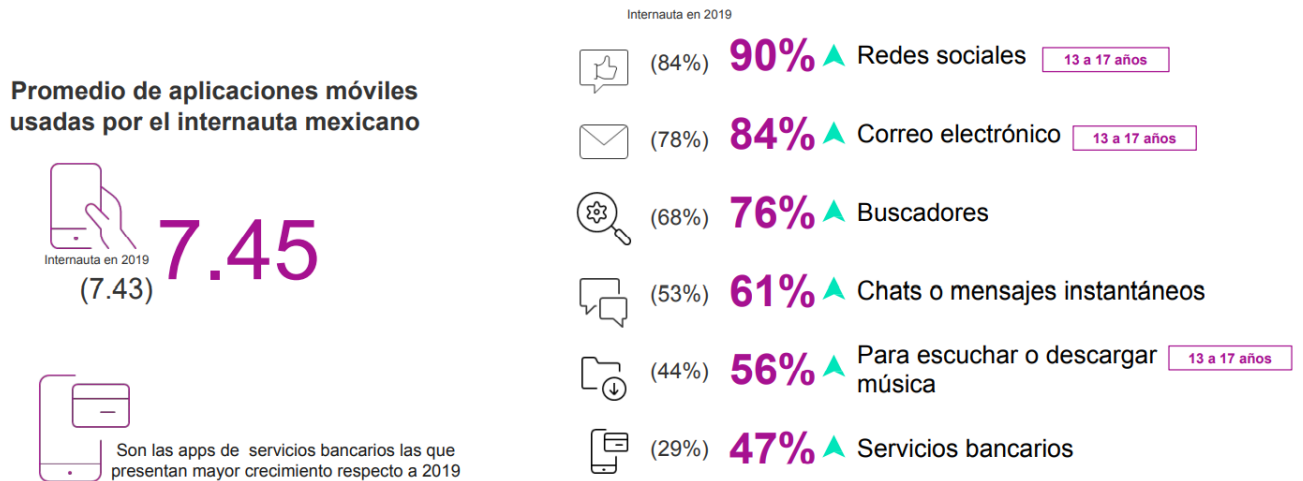 Promedio de aplicaciones móviles
usadas por el internauta mexicano
Internauta en 2019
(7.43)
7.45
Son las apps de servicios bancarios las que
presentan mayor crecimiento respecto a 2019
Internauta en 2019
(84%) 90% Redes sociales 13 a 17 años
(78%) 84% Correo electrónico 13 a 17 años
(68%) 76% Buscadores
(53%) 61% Chats o mensajes instantáneos
(44%) 56% Para escuchar o descargar 13 a 17 años
música
(29%) 47% Servicios bancarios